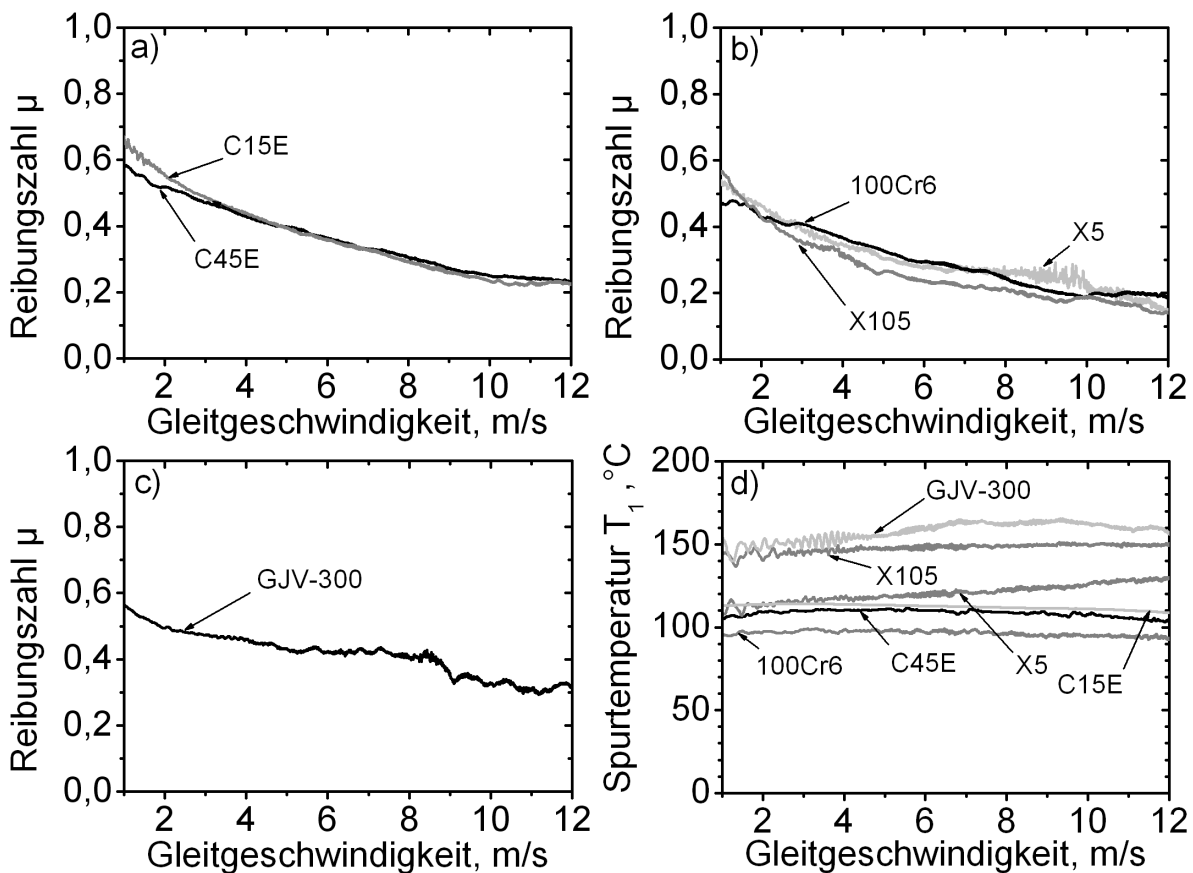 a)
Reibungszahl µ
1,0
0,8
0,6
0,4
0,2
0,0
C15E
C45E
2 4 6 8 10 12
Gleitgeschwindigkeit, m/s
b)
Reibungszahl µ
1,0
0,8
0,6
0,4
0,2
0,0
100Cr6
X5
X105
2 4 6 8 10 12
Gleitgeschwindigkeit, m/s
c)
Reibungszahl µ
1,0
0,8
0,6
0,4
0,2
0,0
GJV-300
2 4 6 8 10 12
Gleitgeschwindigkeit, m/s
d)
Spurtemperatur T1 ,°C
200
150
100
50
0
GJV-300
X105
100Cr6
C45E
X5
C15E
2 4 6 8 10 12
Gleitgeschwindigkeit, m/s